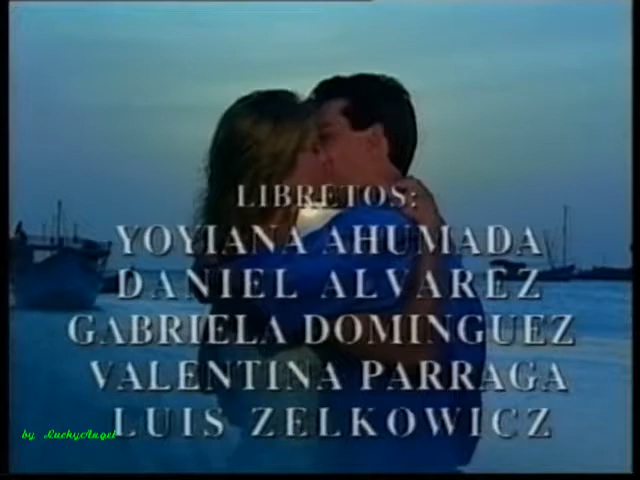 LIBRETOS:
YOYIANA AHUMADA
DANIEL ALVAREZ
GABRIELA DOMINGUEZ
VALENTINA PARRAGA
LUIS ZELKOWICZ
by LuckyAngel